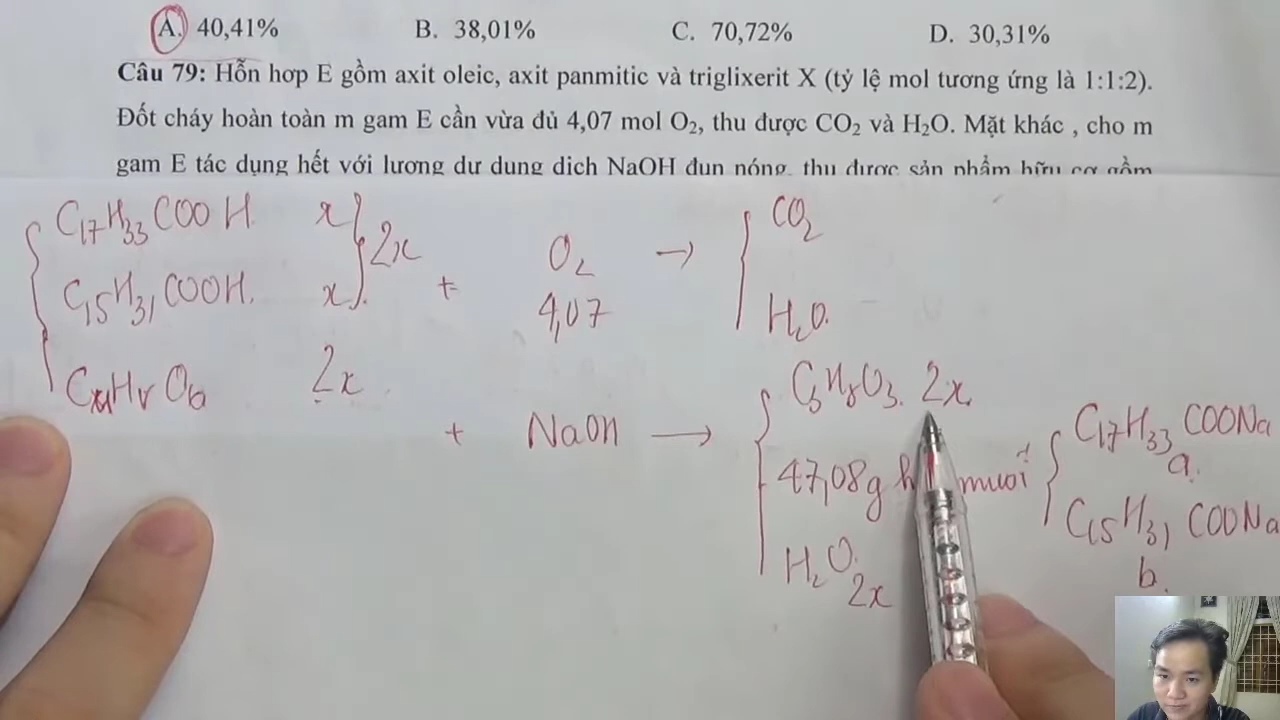 A. 40,41% B. 38,01% C. 70,72% D. 30,31%
Câu 79: Hỗn hơp E gồm axit oleic, axit panmitic và triglixerit X (tỷ lệ mol tương ứng là 1:1:2).
Đốt cháy hoàn toàn m gam E cần vừa đủ 4,07 mol O₂, thu được CO₂ và H₂O. Mặt khác , cho m
gam E tác dụng hết với lượng dư dung dịch NaOH đun nóng, thu được sản phẩm hữu cơ gồm
C₁₇H₃₃COOH x
C₁₅H₃₁COOH. x
2x
+ O₂ → CO₂
4,07
H₂O.
CₙHᵥO₆ 2x
+ NaOH → C₃H₈O₃. 2x
47,08g muối
H₂O. 2x
C₁₇H₃₃COONa
a.
C₁₅H₃₁COONa
b.